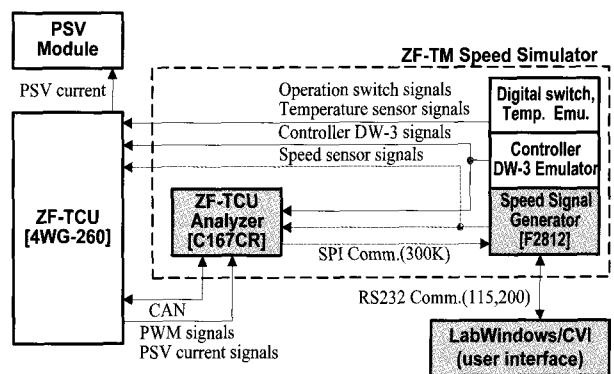 PSV
Module
ZF-TM Speed Simulator
PSV current
Operation switch signals
Temperature sensor signals
Controller DW-3 signals
Speed sensor signals
Digital switch,
Temp. Emu.
Controller
DW-3 Emulator
Speed Signal
Generator
[F2812]
ZF-TCU
[4WG-260]
ZF-TCU
Analyzer
[C167CR]
SPI Comm.(300K)
CAN
PWM signals
PSV current signals
RS232 Comm.(115,200)
LabWindows/CVI
(user interface)